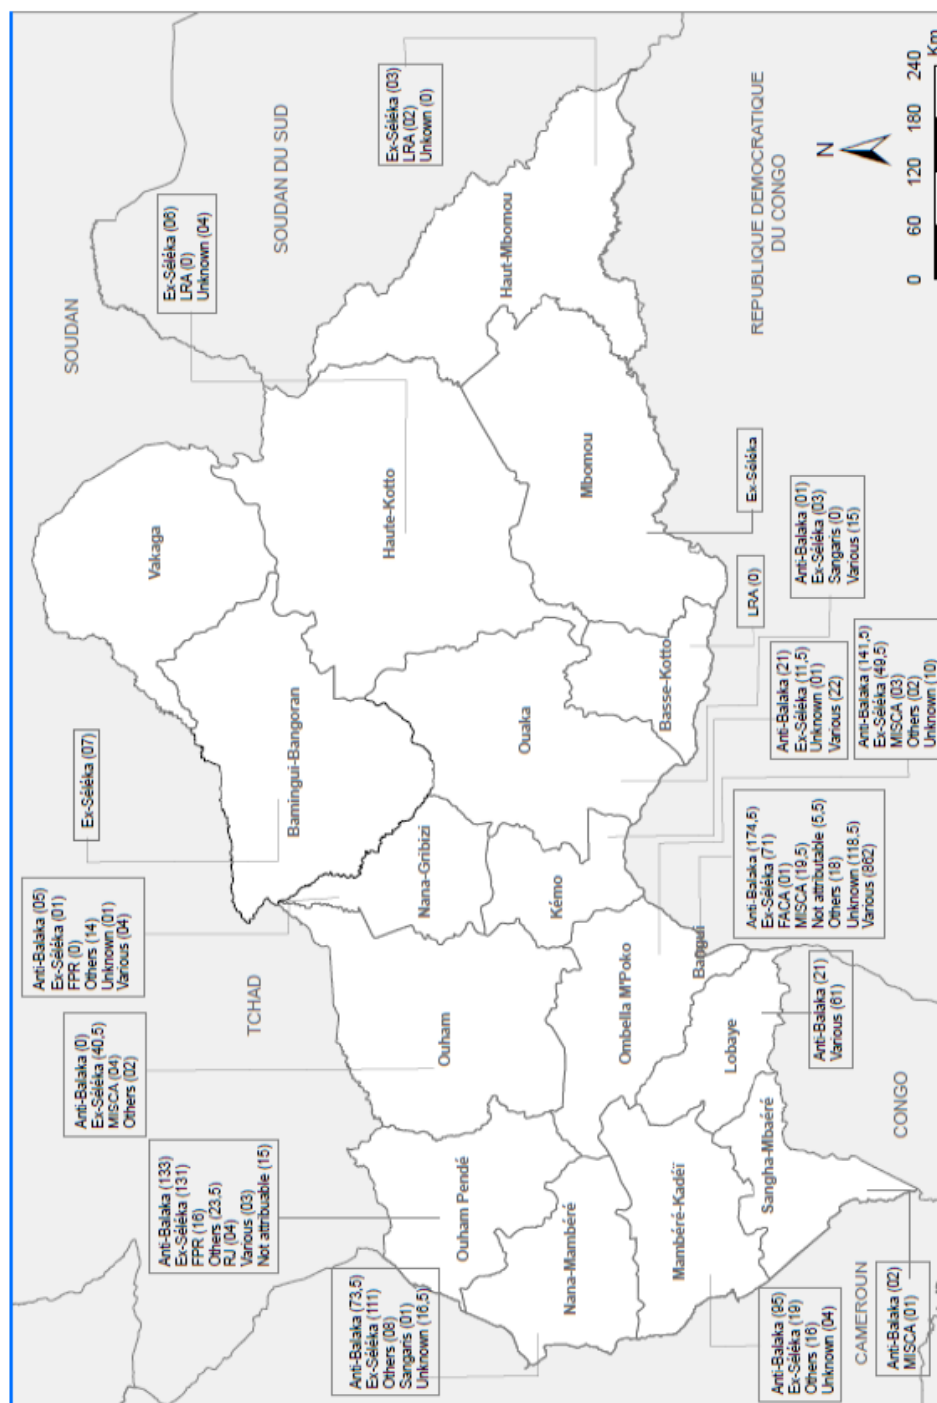 SOUDAN
SOUDAN DU SUD
TCHAD
CAMEROUN
CONGO
REPUBLIQUE DEMOCRATIQUE
DU CONGO
Anti-Balaka (73,5)
Ex-Séléka (111)
Others (08)
Sangaris (01)
Unknown (16,5)
Anti-Balaka (133)
Ex-Séléka (131)
FPR (16)
Others (23,5)
RJ (04)
Various (03)
Not attribuable (15)
Anti-Balaka (0)
Ex-Séléka (40,5)
MISCA (04)
Others (02)
Anti-Balaka (05)
Ex-Séléka (01)
FPR (0)
Others (14)
Unknown (01)
Various (04)
Ex-Séléka (07)
Ex-Séléka (06)
LRA (0)
Unknown (04)
Ex-Séléka (03)
LRA (02)
Unkown (0)
Vakaga
Bamingui-Bangoran
Haute-Kotto
Haut-Mbomou
Mbomou
Basse-Kotto
Ouaka
Nana-Gribizi
Kémo
Ouham
Ouham Pendé
Nana-Mambéré
Mambéré-Kadéï
Sangha-Mbaéré
Lobaye
Ombella M'Poko
Bangui
Anti-Balaka (95)
Ex-Séléka (19)
Others (16)
Unknown (04)
Anti-Balaka (02)
MISCA (01)
Anti-Balaka (21)
Various (61)
Anti-Balaka (174,5)
Ex-Séléka (71)
FACA (01)
MISCA (19,5)
Not attributable (5,5)
Others (18)
Unknown (118,5)
Various (862)
Anti-Balaka (141,5)
Ex-Séléka (49,5)
MISCA (03)
Others (02)
Unknown (10)
Anti-Balaka (21)
Ex-Séléka (11,5)
Unknown (01)
Various (22)
Anti-Balaka (01)
Ex-Séléka (03)
Sangaris (0)
Various (15)
LRA (0)
Ex-Séléka
N
0 60 120 180 240
Km